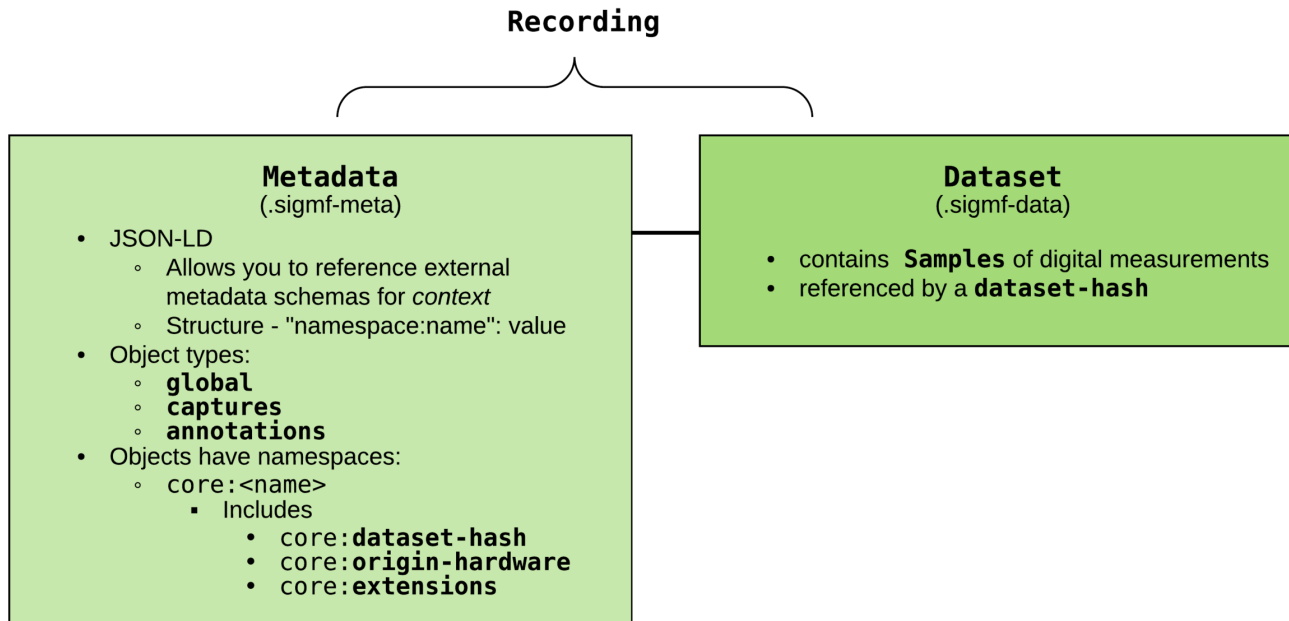 Recording
Metadata
(.sigmf-meta)
• JSON-LD
◦ Allows you to reference external
metadata schemas for context
◦ Structure - "namespace:name": value
• Object types:
◦ global
◦ captures
◦ annotations
• Objects have namespaces:
◦ core:<name>
▪ Includes
• core:dataset-hash
• core:origin-hardware
• core:extensions
Dataset
(.sigmf-data)
• contains Samples of digital measurements
• referenced by a dataset-hash